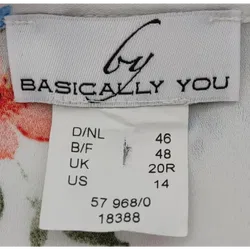 by
BASICALLY YOU
D/NL 46
B/F 48
UK 20R
US 14
57 968/0
18388